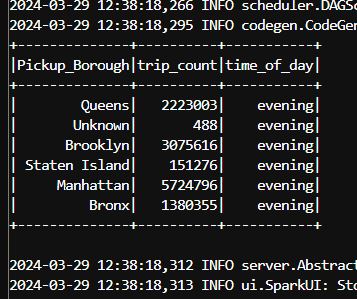 2024-03-29 12:38:18,266 INFO scheduler.DAGSc
2024-03-29 12:38:18,295 INFO codegen.CodeGen
+--------------+----------+-----------+
|Pickup_Borough|trip_count|time_of_day|
+--------------+----------+-----------+
|        Queens|   2223003|    evening|
|       Unknown|       488|    evening|
|      Brooklyn|   3075616|    evening|
| Staten Island|    151276|    evening|
|     Manhattan|   5724796|    evening|
|         Bronx|   1380355|    evening|
+--------------+----------+-----------+
2024-03-29 12:38:18,312 INFO server.Abstract
2024-03-29 12:38:18,313 INFO ui.SparkUI: Sto